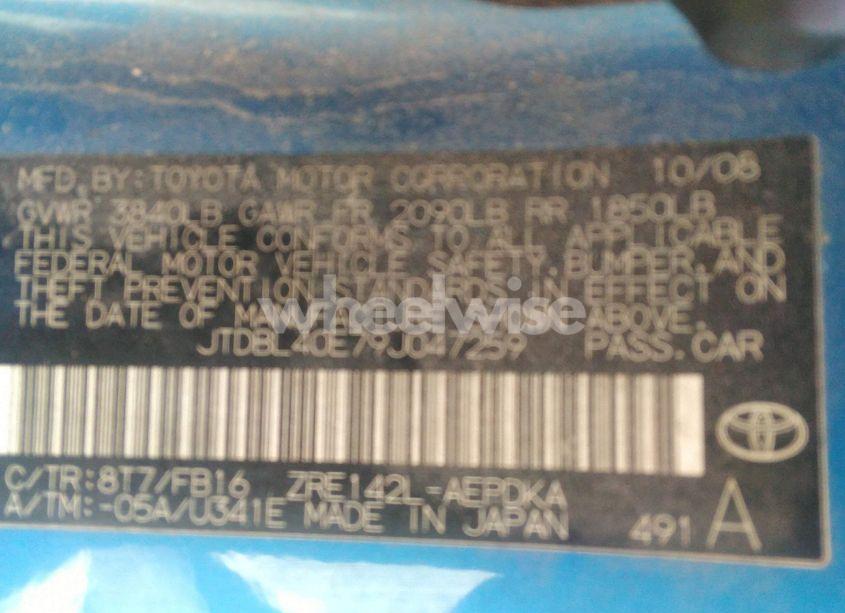 MFD. BY: TOYOTA MOTOR CORPORATION 10/08
GVWR 3840LB GAWR FR 2090LB RR 1850LB
THIS VEHICLE CONFORMS TO ALL APPLICABLE
FEDERAL MOTOR VEHICLE SAFETY, BUMPER, AND
THEFT PREVENTION STANDARDS IN EFFECT ON
THE DATE OF ABOVE.
wheelwise
JTDBL40E79J047259 PASS.CAR
C/TR:8T7/FB16 ZRE142L-AEPDKA
A/TM:-05A/U341E MADE IN JAPAN 491 A